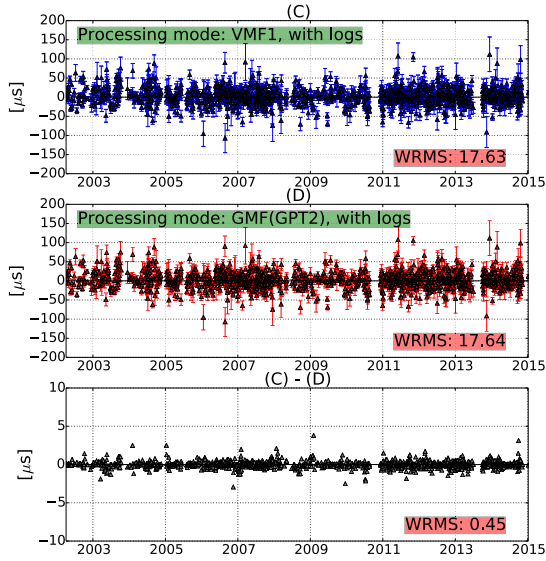 (C)
Processing mode: VMF1, with logs
200
150
100
50
0
−50
−100
−150
−200
[μs]
WRMS: 17.63
2003 2005 2007 2009 2011 2013 2015
(D)
Processing mode: GMF(GPT2), with logs
200
150
100
50
0
−50
−100
−150
−200
[μs]
WRMS: 17.64
2003 2005 2007 2009 2011 2013 2015
(C) - (D)
10
5
0
−5
−10
[μs]
WRMS: 0.45
2003 2005 2007 2009 2011 2013 2015